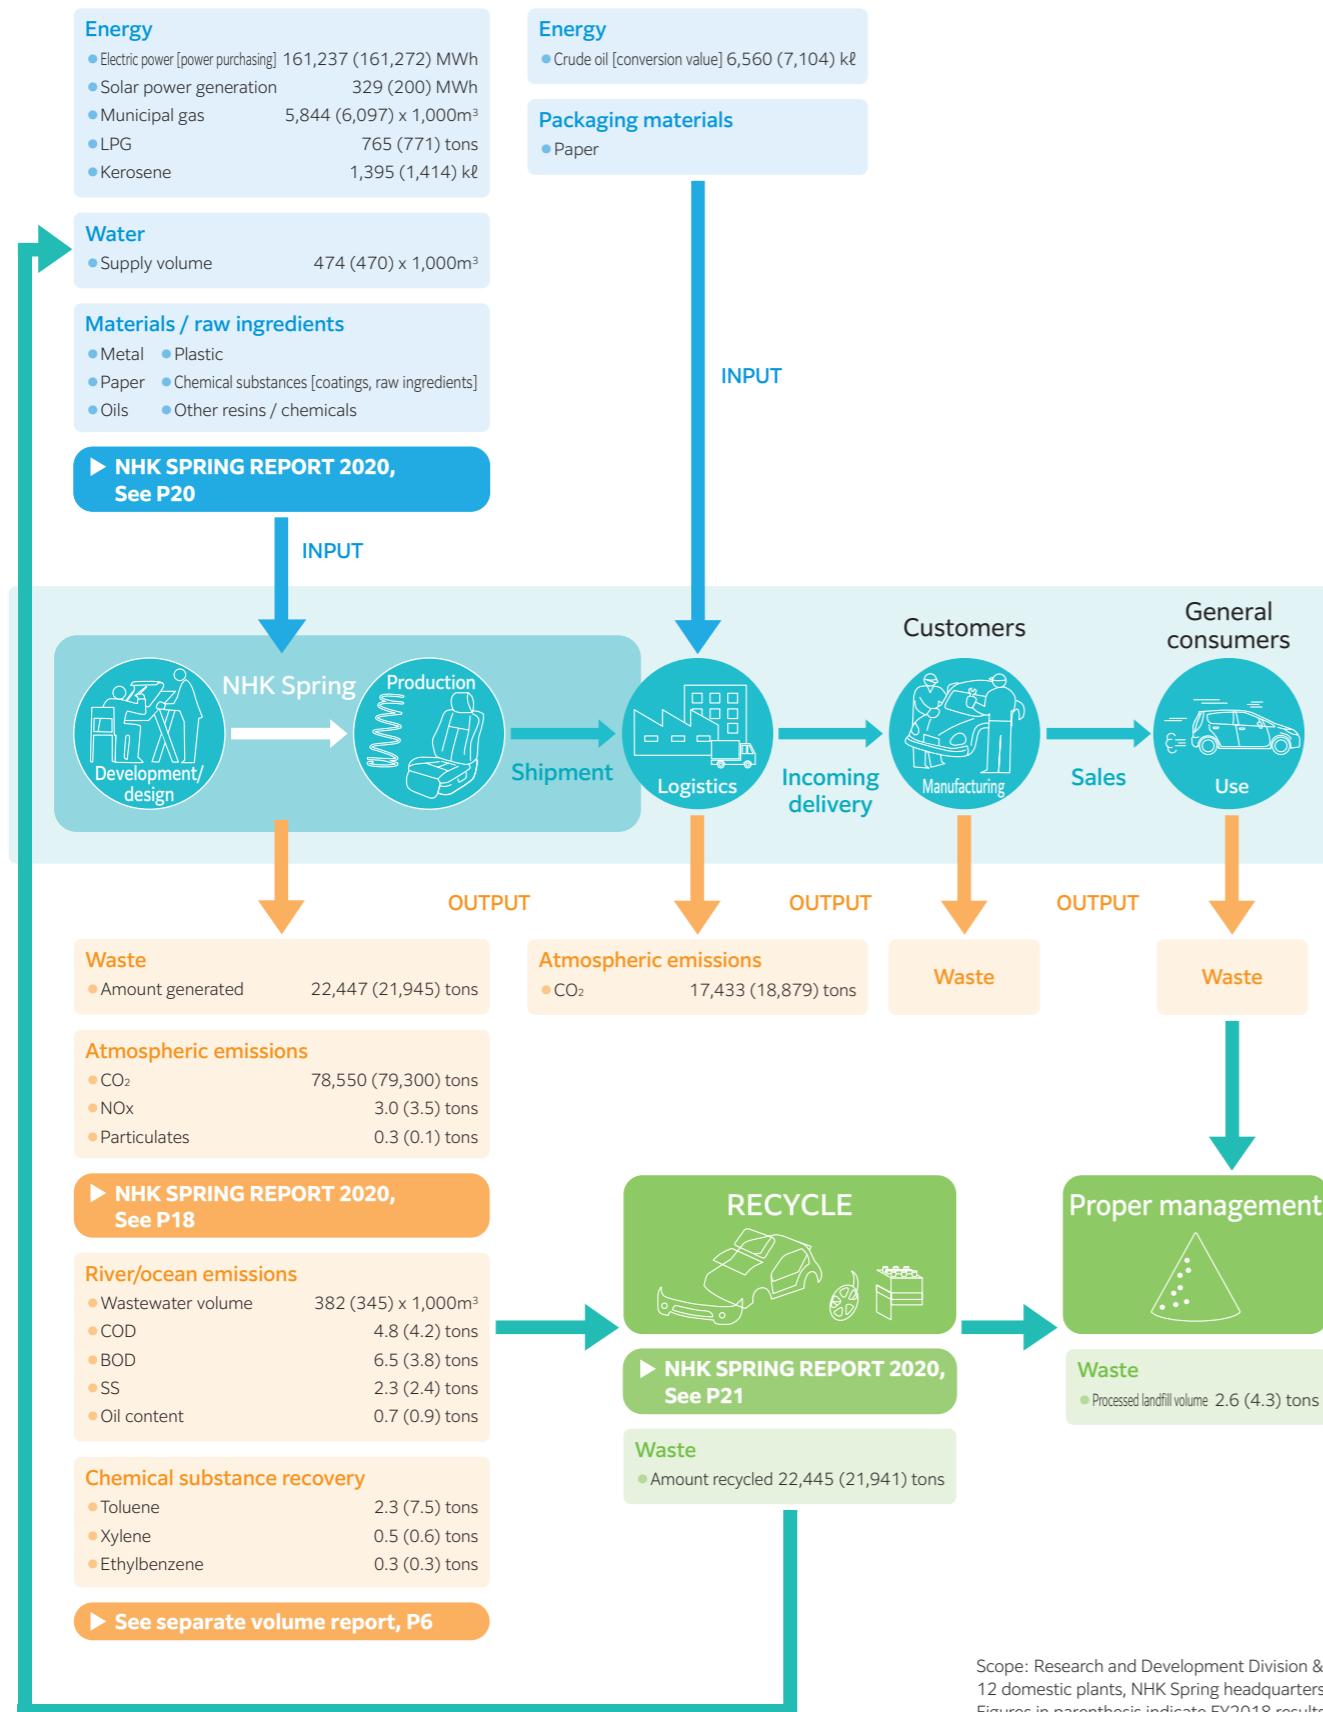 Energy
Electric power [power purchasing] 161,237 (161,272) MWh
Solar power generation 329 (200) MWh
Municipal gas 5,844 (6,097) x 1,000m³
LPG 765 (771) tons
Kerosene 1,395 (1,414) kℓ
Energy
Crude oil [conversion value] 6,560 (7,104) kℓ
Packaging materials
Paper
Water
Supply volume 474 (470) x 1,000m³
Materials / raw ingredients
Metal Plastic
Paper Chemical substances [coatings, raw ingredients]
Oils Other resins / chemicals
▶ NHK SPRING REPORT 2020,
See P20
INPUT
INPUT
NHK Spring
Development/
design
Production
Shipment
Logistics
Incoming
delivery
Customers
Manufacturing
Sales
General
consumers
Use
OUTPUT
OUTPUT
OUTPUT
Waste
Amount generated 22,447 (21,945) tons
Atmospheric emissions
CO₂ 17,433 (18,879) tons
Waste
Waste
Atmospheric emissions
CO₂ 78,550 (79,300) tons
NOx 3.0 (3.5) tons
Particulates 0.3 (0.1) tons
▶ NHK SPRING REPORT 2020,
See P18
River/ocean emissions
Wastewater volume 382 (345) x 1,000m³
COD 4.8 (4.2) tons
BOD 6.5 (3.8) tons
SS 2.3 (2.4) tons
Oil content 0.7 (0.9) tons
RECYCLE
▶ NHK SPRING REPORT 2020,
See P21
Waste
Amount recycled 22,445 (21,941) tons
Proper management
Waste
Processed landfill volume 2.6 (4.3) tons
Chemical substance recovery
Toluene 2.3 (7.5) tons
Xylene 0.5 (0.6) tons
Ethylbenzene 0.3 (0.3) tons
▶ See separate volume report, P6
Scope: Research and Development Division &
12 domestic plants, NHK Spring headquarters
Figures in parenthesis indicate FY2018 results